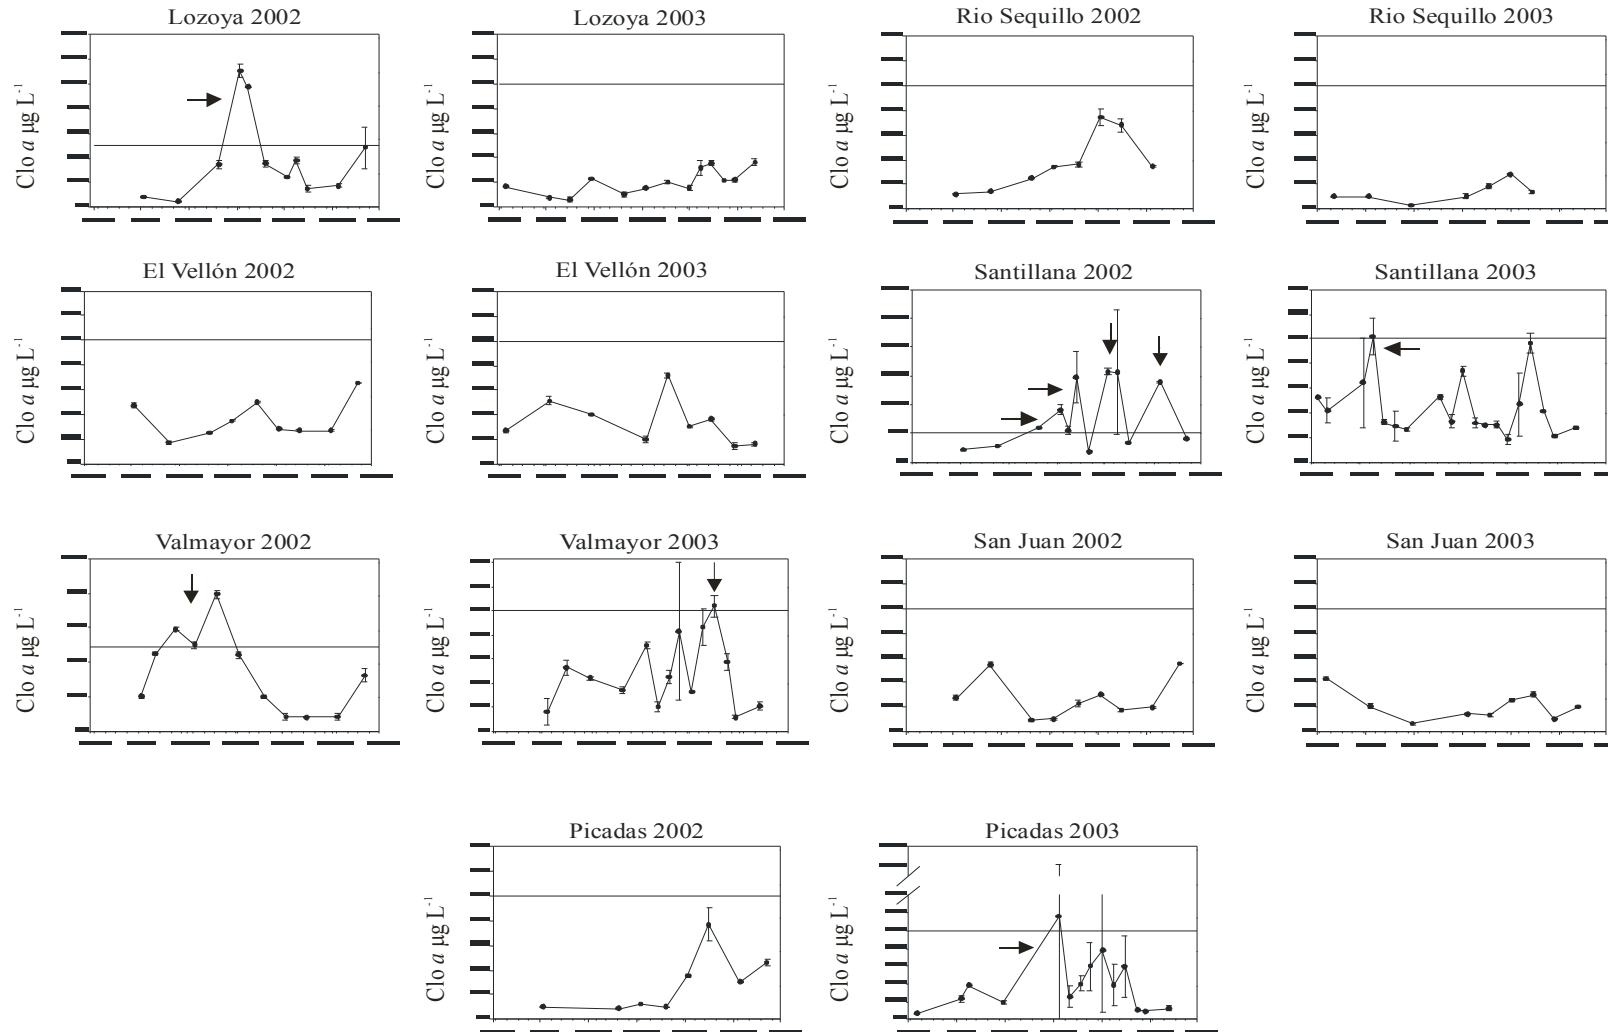 Lozoya 2002
Lozoya 2003
Rio Sequillo 2002
Rio Sequillo 2003
Clo a µg L⁻¹
Clo a µg L⁻¹
Clo a µg L⁻¹
Clo a µg L⁻¹
El Vellón 2002
El Vellón 2003
Santillana 2002
Santillana 2003
Clo a µg L⁻¹
Clo a µg L⁻¹
Clo a µg L⁻¹
Clo a µg L⁻¹
Valmayor 2002
Valmayor 2003
San Juan 2002
San Juan 2003
Clo a µg L⁻¹
Clo a µg L⁻¹
Clo a µg L⁻¹
Clo a µg L⁻¹
Picadas 2002
Picadas 2003
Clo a µg L⁻¹
Clo a µg L⁻¹